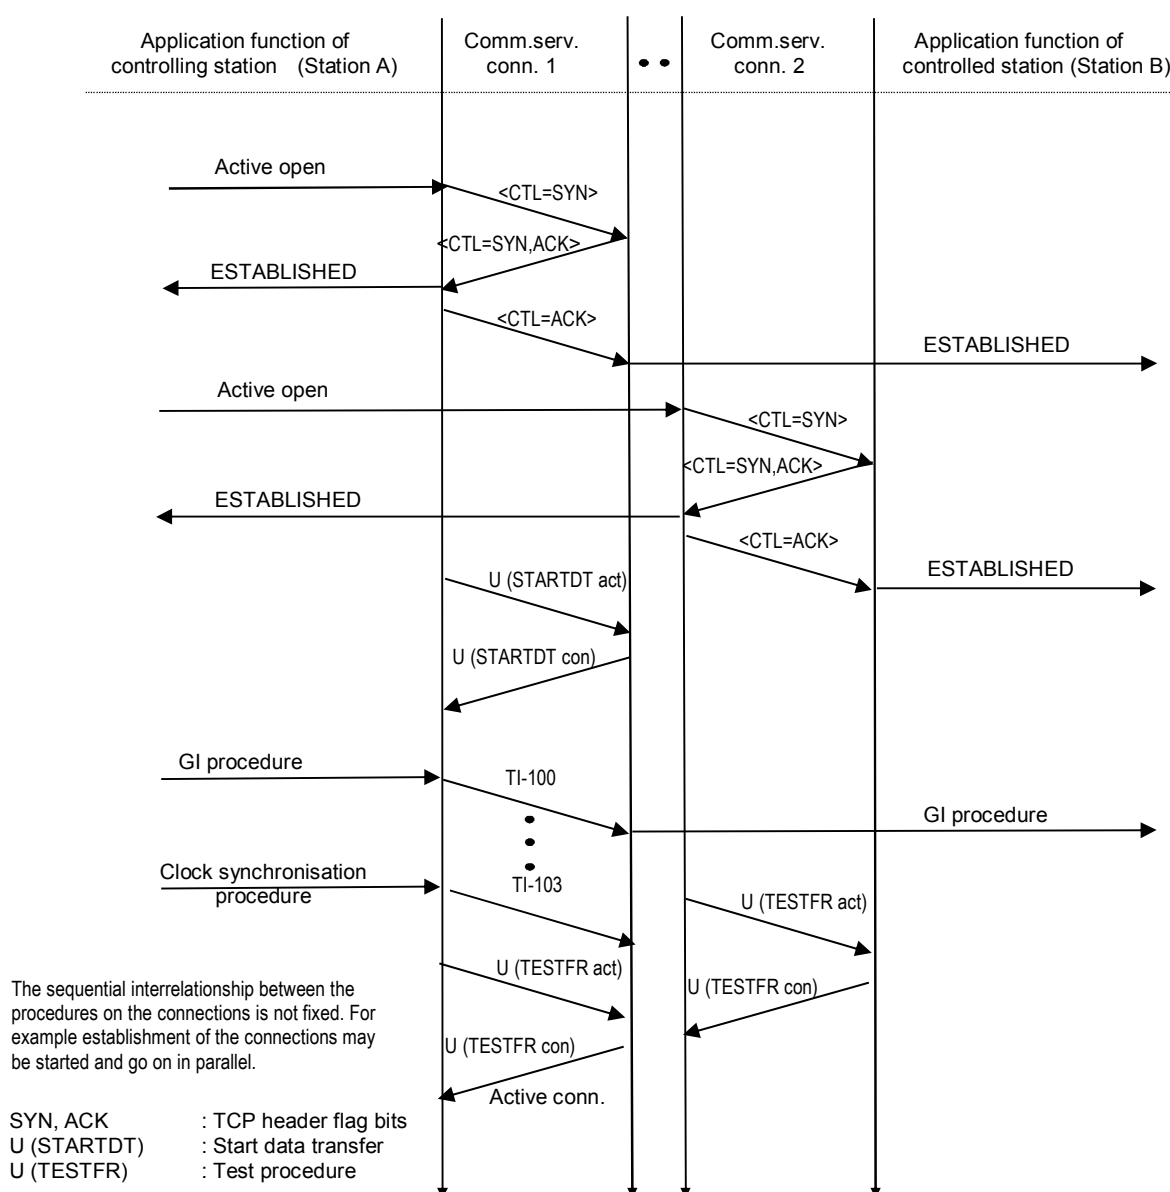 Application function of
controlling station (Station A)
Comm.serv.
conn. 1
Comm.serv.
conn. 2
Application function of
controlled station (Station B)
Active open
<CTL=SYN>
<CTL=SYN,ACK>
ESTABLISHED
<CTL=ACK>
ESTABLISHED
Active open
<CTL=SYN>
<CTL=SYN,ACK>
ESTABLISHED
<CTL=ACK>
ESTABLISHED
U (STARTDT act)
U (STARTDT con)
GI procedure
TI-100
GI procedure
Clock synchronisation
procedure
TI-103
U (TESTFR act)
U (TESTFR act)
U (TESTFR con)
U (TESTFR con)
Active conn.
The sequential interrelationship between the
procedures on the connections is not fixed. For
example establishment of the connections may
be started and go on in parallel.
SYN, ACK : TCP header flag bits
U (STARTDT) : Start data transfer
U (TESTFR) : Test procedure